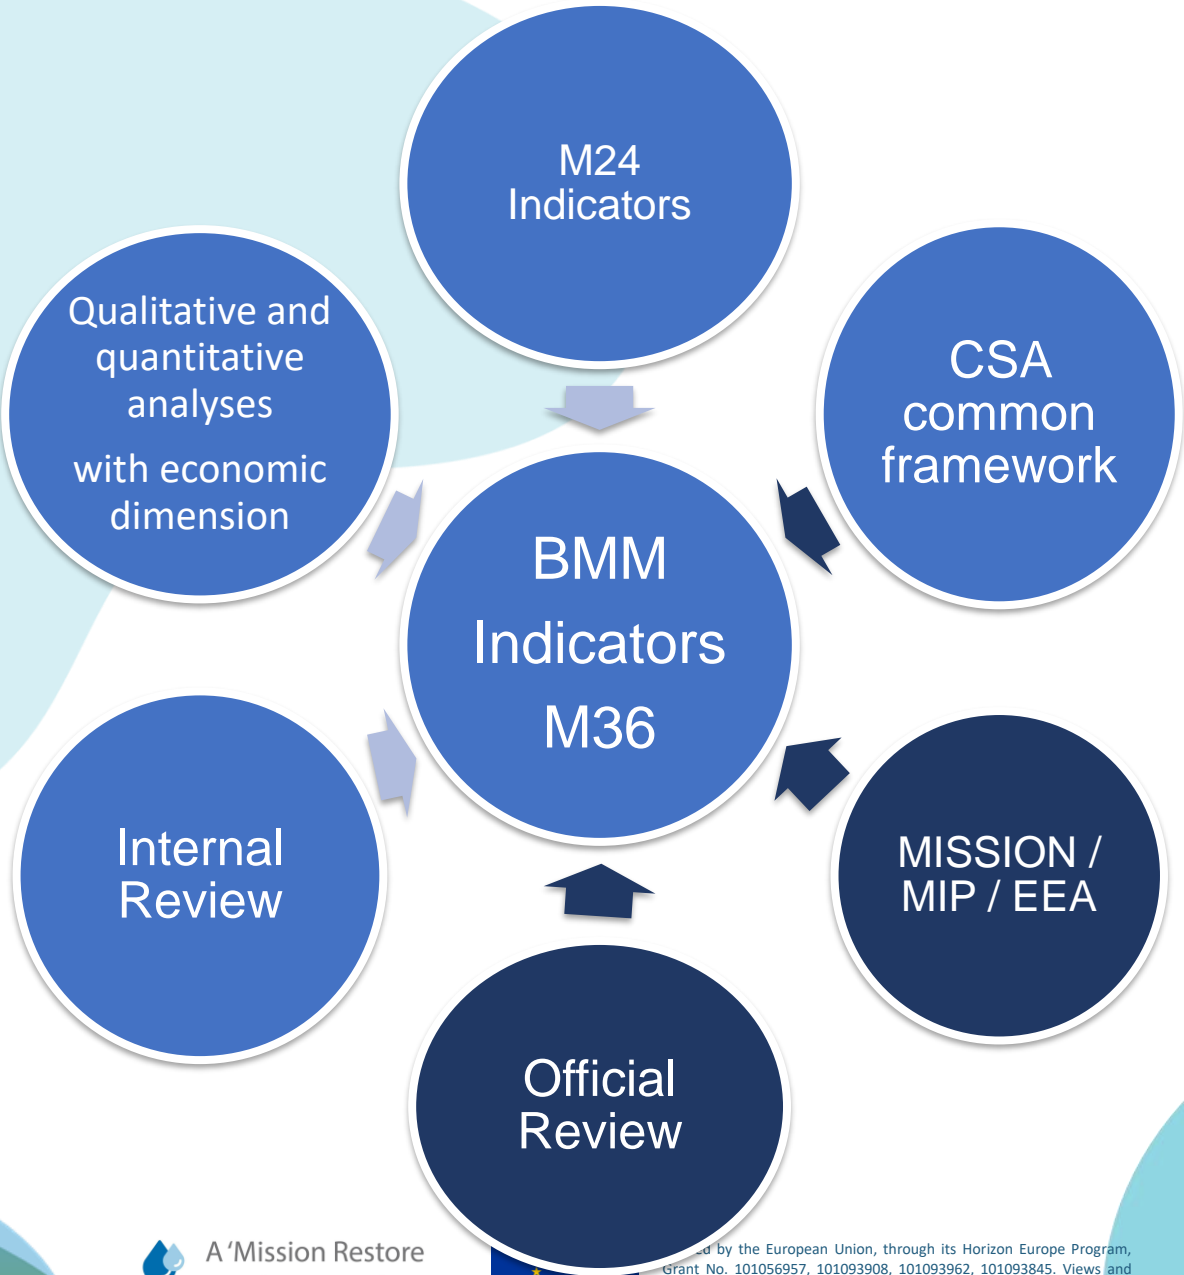 M24
Indicators
Qualitative and
quantitative
analyses
with economic
dimension
CSA
common
framework
BMM
Indicators
M36
Internal
Review
MISSION /
MIP / EEA
Official
Review
A ‘Mission Restore
by the European Union, through its Horizon Europe Program,
Grant No. 101056957, 101093908, 101093962, 101093845. Views and